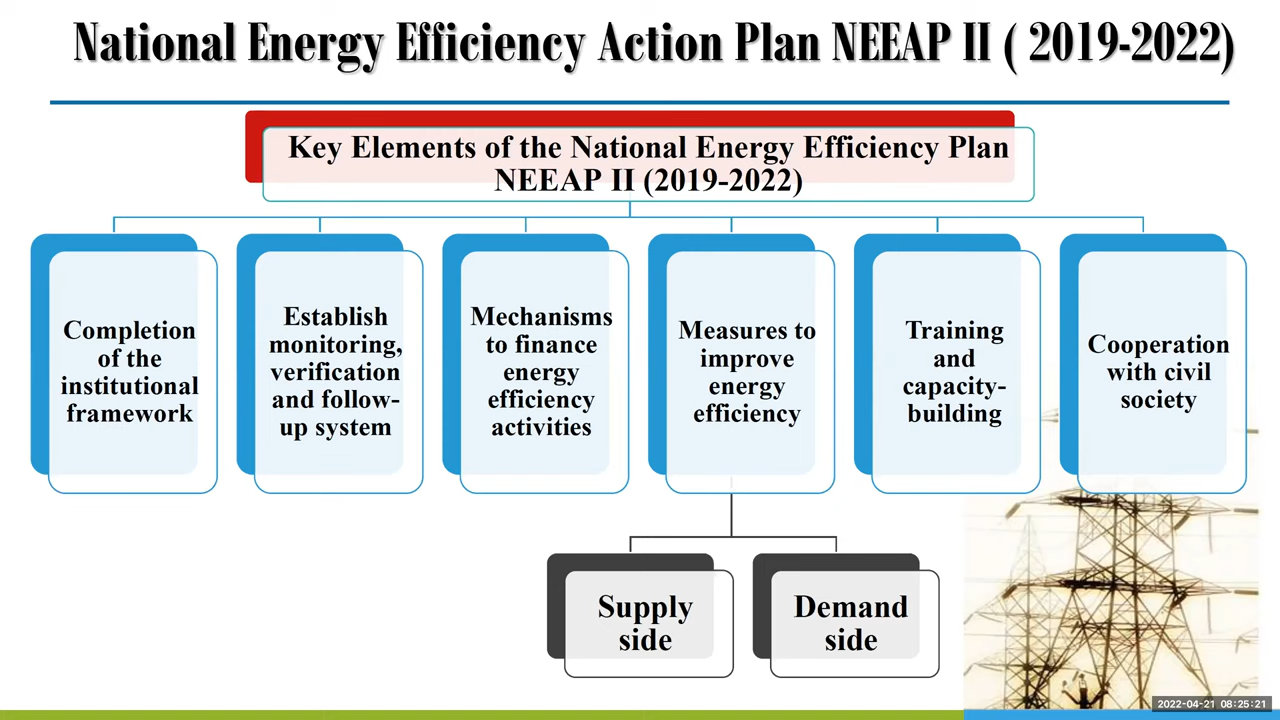 National Energy Efficiency Action Plan NEEAP II ( 2019-2022)
Key Elements of the National Energy Efficiency Plan
NEEAP II (2019-2022)
Completion
of the
institutional
framework
Establish
monitoring,
verification
and follow-
up system
Mechanisms
to finance
energy
efficiency
activities
Measures to
improve
energy
efficiency
Training
and
capacity-
building
Cooperation
with civil
society
Supply
side
Demand
side
2022-04-21 08:25:21